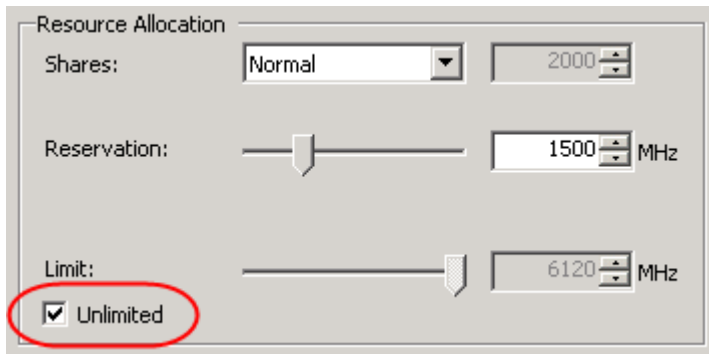 Resource Allocation
Shares: Normal 2000
Reservation: 1500 MHz
Limit: 6120 MHz
Unlimited